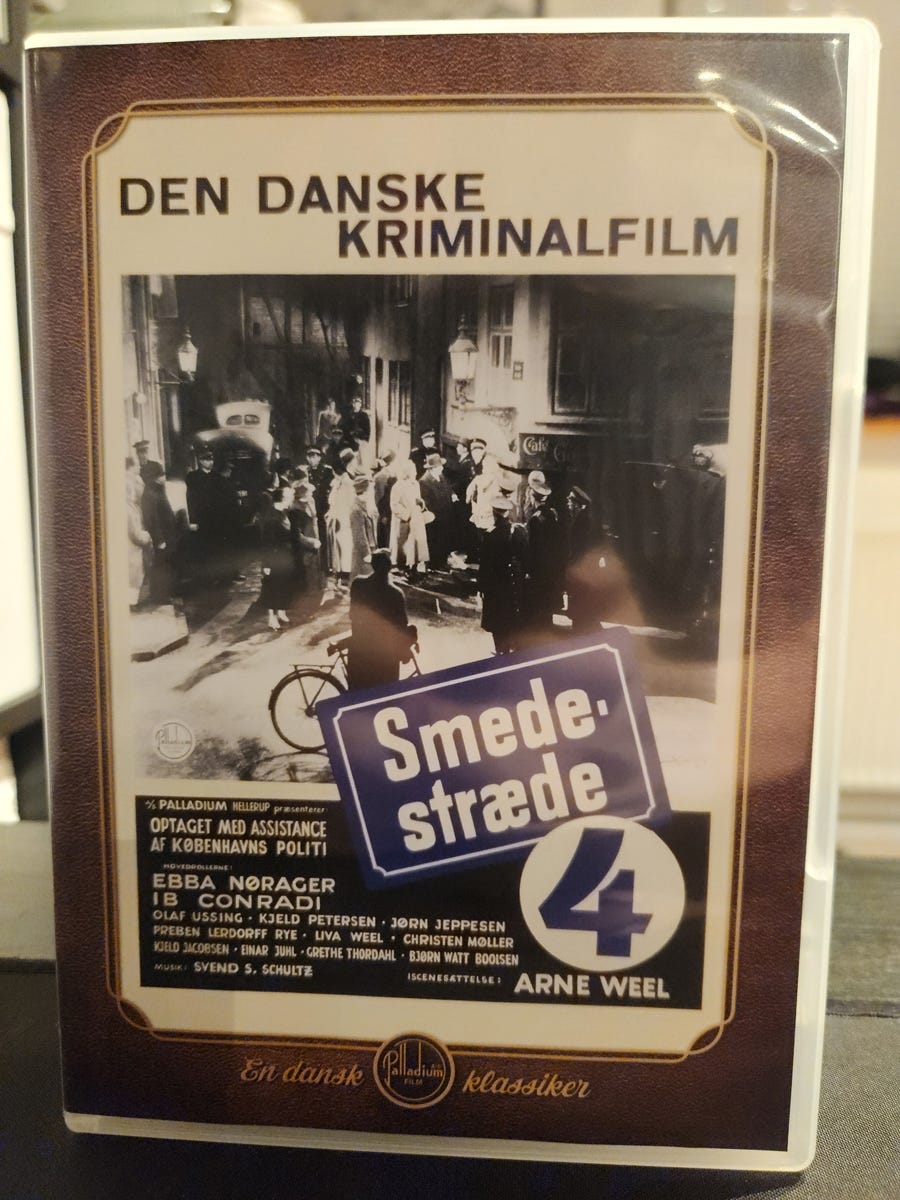 DEN DANSKE
KRIMINALFILM
Café
Palladium
Smede-
stræde
4
A/S PALLADIUM HELLERUP præsenterer
OPTAGET MED ASSISTANCE
AF KØBENHAVNS POLITI
HOVEDROLLERNE:
EBBA NØRAGER
IB CONRADI
OLAF USSING · KJELD PETERSEN · JØRN JEPPESEN
PREBEN LERDORFF RYE · LIVA WEEL · CHRISTEN MØLLER
KJELD JACOBSEN · EINAR JUHL · GRETHE THORDAHL · BJØRN WATT BOOLSEN
MUSIK: SVEND S. SCHULTZ
ISCENESÆTTELSE: ARNE WEEL
En dansk Palladium FILM klassiker